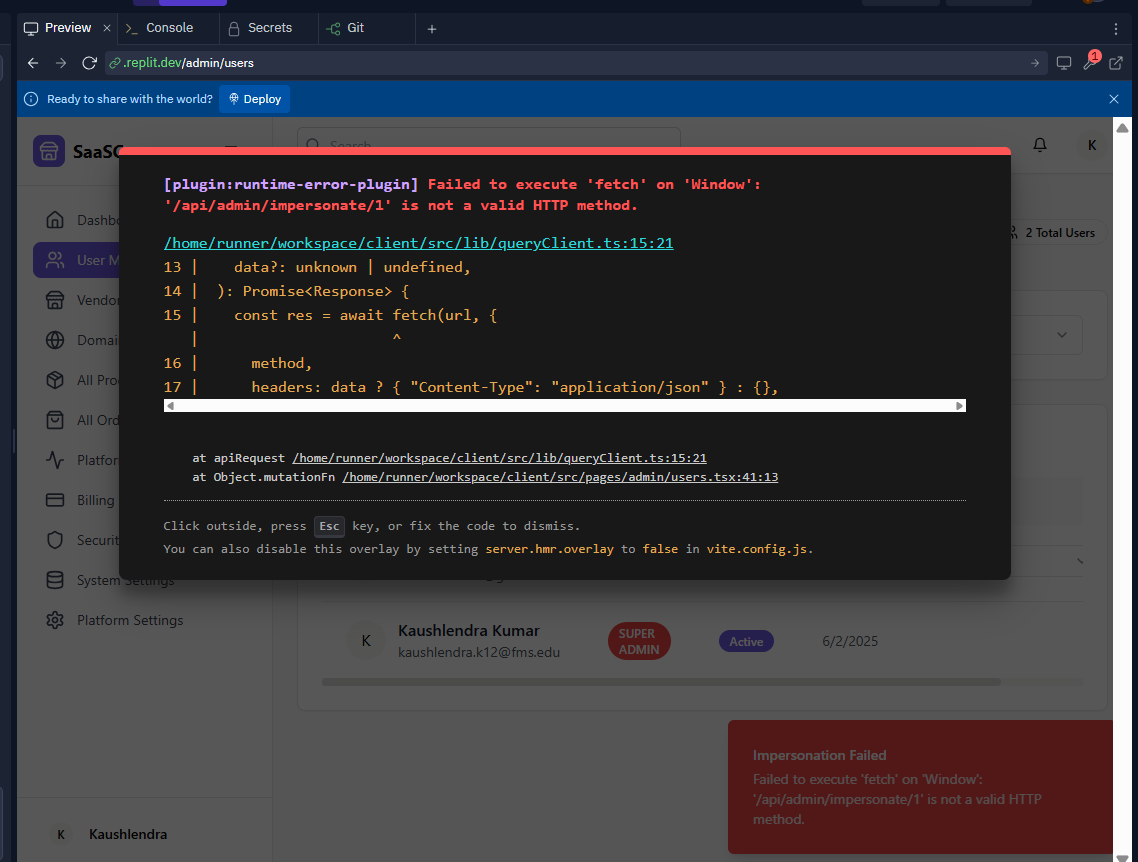 Preview
Console
Secrets
Git
.replit.dev/admin/users
1
Ready to share with the world?
Deploy
SaaSC
Search
K
Dashbo
User M
2 Total Users
Vendor
Domai
All Pro
All Ord
Platfor
Billing
Securit
System Settings
Platform Settings
[plugin:runtime-error-plugin] Failed to execute 'fetch' on 'Window':
'/api/admin/impersonate/1' is not a valid HTTP method.
/home/runner/workspace/client/src/lib/queryClient.ts:15:21
13 |    data?: unknown | undefined,
14 |  ): Promise<Response> {
15 |    const res = await fetch(url, {
|                       ^
16 |      method,
17 |      headers: data ? { "Content-Type": "application/json" } : {},
at apiRequest /home/runner/workspace/client/src/lib/queryClient.ts:15:21
at Object.mutationFn /home/runner/workspace/client/src/pages/admin/users.tsx:41:13
Click outside, press Esc key, or fix the code to dismiss.
You can also disable this overlay by setting server.hmr.overlay to false in vite.config.js.
K
Kaushlendra Kumar
kaushlendra.k12@fms.edu
SUPER
ADMIN
Active
6/2/2025
Impersonation Failed
Failed to execute 'fetch' on 'Window':
'/api/admin/impersonate/1' is not a valid HTTP
method.
K
Kaushlendra